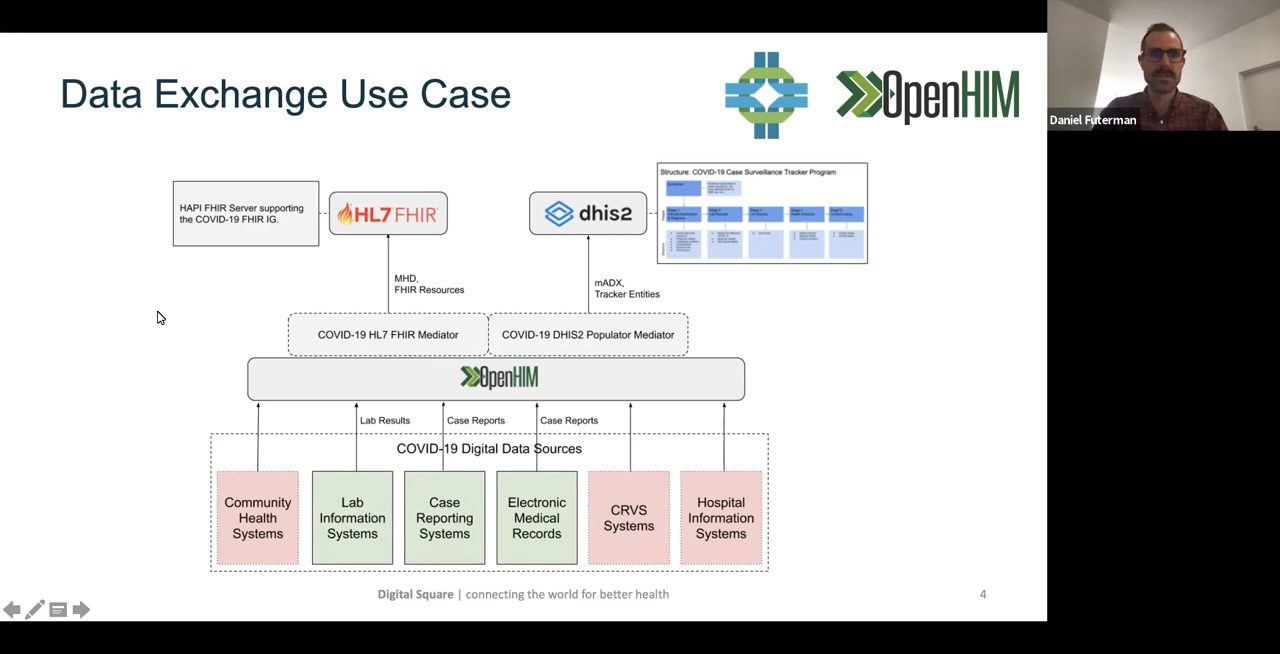 Data Exchange Use Case
OpenHIM
Daniel Futerman
HAPI FHIR Server supporting
the COVID-19 FHIR IG.
HL7 FHIR
dhis2
Structure: COVID-19 Case Surveillance Tracker Program
MHD,
FHIR Resources
mADX,
Tracker Entities
COVID-19 HL7 FHIR Mediator
COVID-19 DHIS2 Populator Mediator
OpenHIM
Lab Results
Case Reports
Case Reports
COVID-19 Digital Data Sources
Community
Health
Systems
Lab
Information
Systems
Case
Reporting
Systems
Electronic
Medical
Records
CRVS
Systems
Hospital
Information
Systems
Digital Square | connecting the world for better health
4